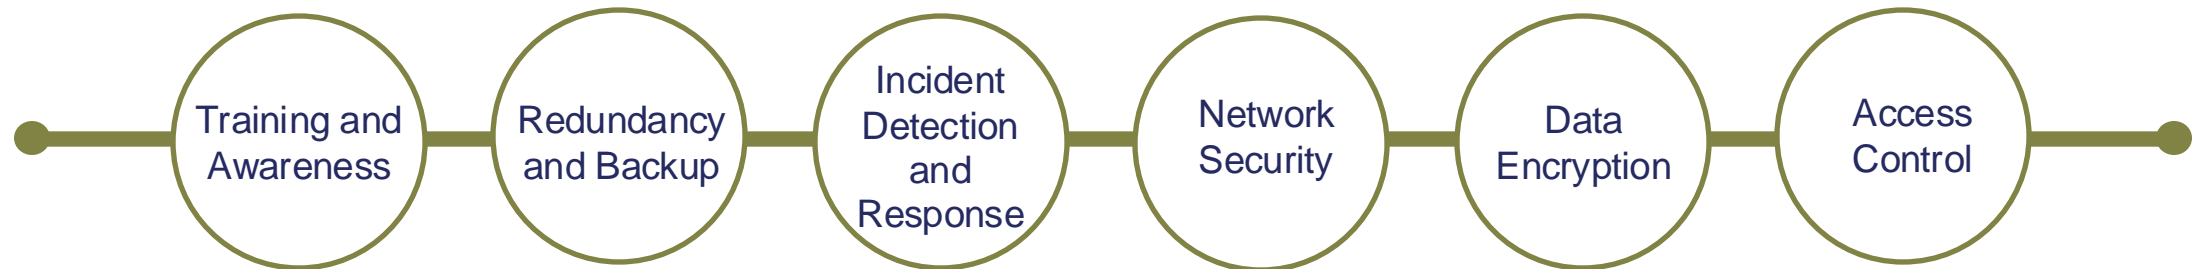 Training and
Awareness
Redundancy
and Backup
Incident
Detection
and
Response
Network
Security
Data
Encryption
Access
Control